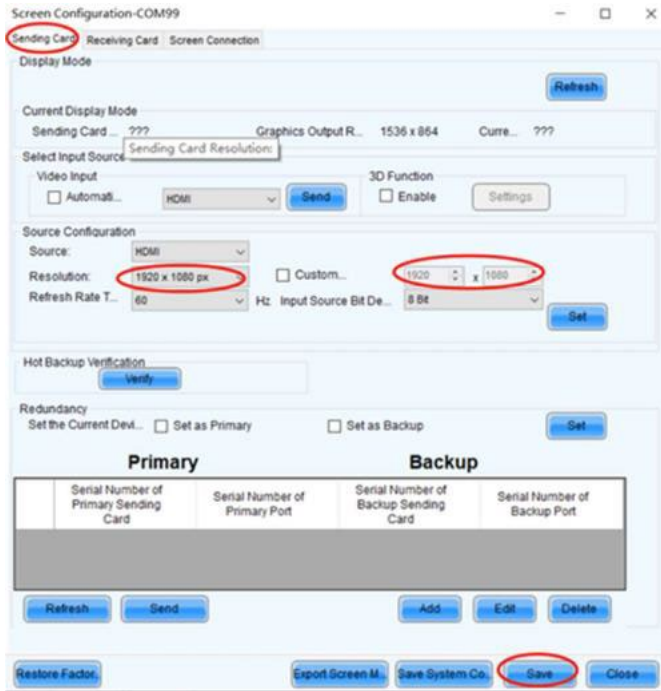 Screen Configuration-COM99
Sending Card Receiving Card Screen Connection
Display Mode
Refresh
Current Display Mode
Sending Card ... ??? Graphics Output R... 1536 x 864 Curre... ???
Sending Card Resolution:
Select Input Source
Video Input 3D Function
Automati... HDMI Send Enable Settings
Source Configuration
Source: HDMI
Resolution: 1920 x 1080 px Custom... 1920 x 1080
Refresh Rate T... 60 Hz Input Source Bit De... 8 Bit
Set
Hot Backup Verification
Verify
Redundancy
Set the Current Devi... Set as Primary Set as Backup Set
Primary Backup
Serial Number of Primary Sending Card Serial Number of Primary Port Serial Number of Backup Sending Card Serial Number of Backup Port
Refresh Send Add Edit Delete
Restore Factor. Export Screen M.. Save System Co.. Save Close